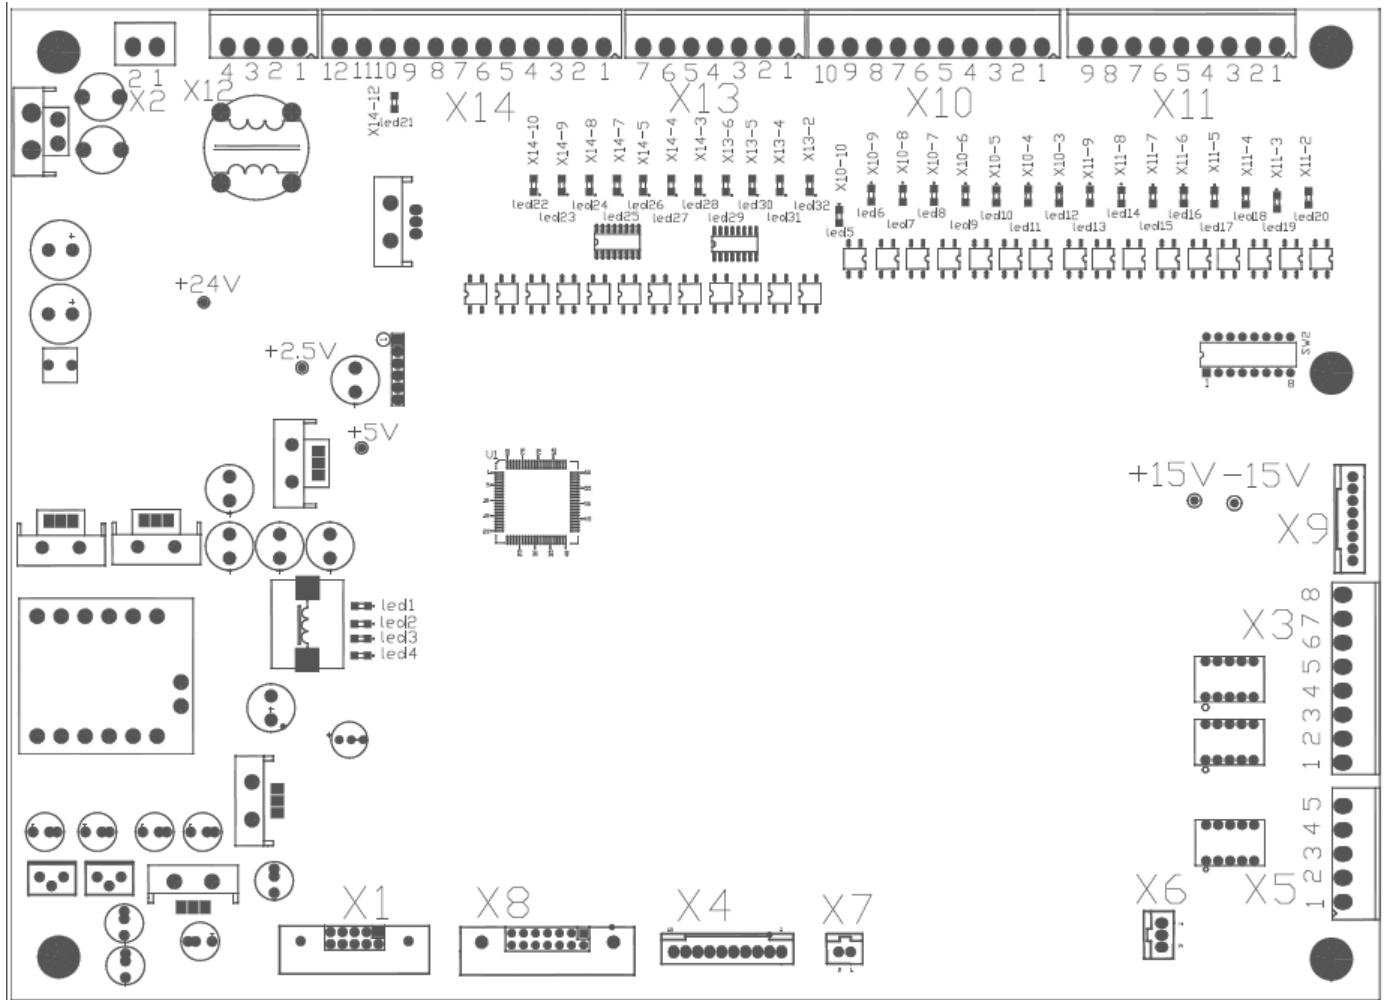 2 1
X2
4 3 2 1
X12
12 11 10 9 8 7 6 5 4 3 2 1
X14
7 6 5 4 3 2 1
X13
10 9 8 7 6 5 4 3 2 1
X10
9 8 7 6 5 4 3 2 1
X11
X14-12
led21
X14-10
X14-9
X14-8
X14-7
X14-5
X14-4
X14-3
X13-6
X13-5
X13-4
X13-2
X10-10
X10-9
X10-8
X10-7
X10-6
X10-5
X10-4
X10-3
X11-9
X11-8
X11-7
X11-6
X11-5
X11-4
X11-3
X11-2
led22 led24 led26 led28 led30 led32
led23 led25 led27 led29 led31
led6 led8 led10 led12 led14 led16 led18 led20
led5 led7 led9 led11 led13 led15 led17 led19
+24V
+2.5V
1
+5V
SW2
1 8
U1
+15V -15V
X9
led1
led2
led3
led4
X3
8
7
6
5
4
3
2
1
X5
5
4
3
2
1
X6
X1
X8
X4
X7
2 1